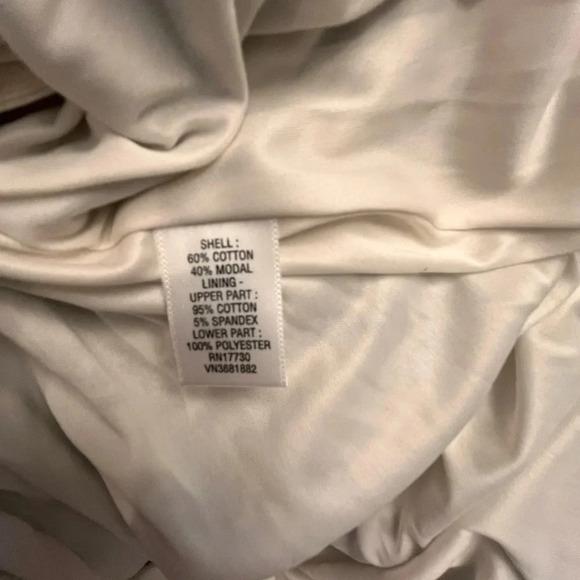 SHELL :
60% COTTON
40% MODAL
LINING -
UPPER PART :
95% COTTON
5% SPANDEX
LOWER PART :
100% POLYESTER
RN17730
VN3681882